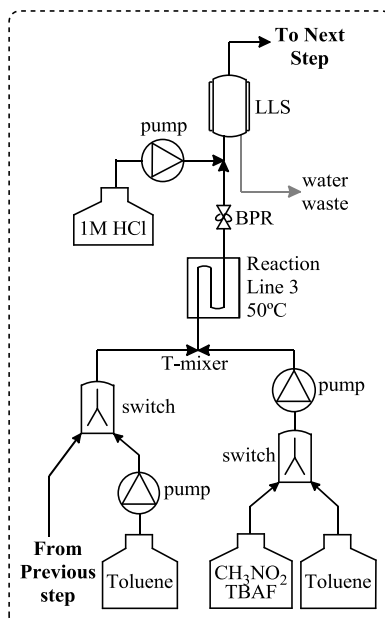 To Next
Step
LLS
pump
1M HCl
water
waste
BPR
Reaction
Line 3
50ºC
T-mixer
switch
pump
pump
switch
From
Previous
step
Toluene
CH₃NO₂
TBAF
Toluene